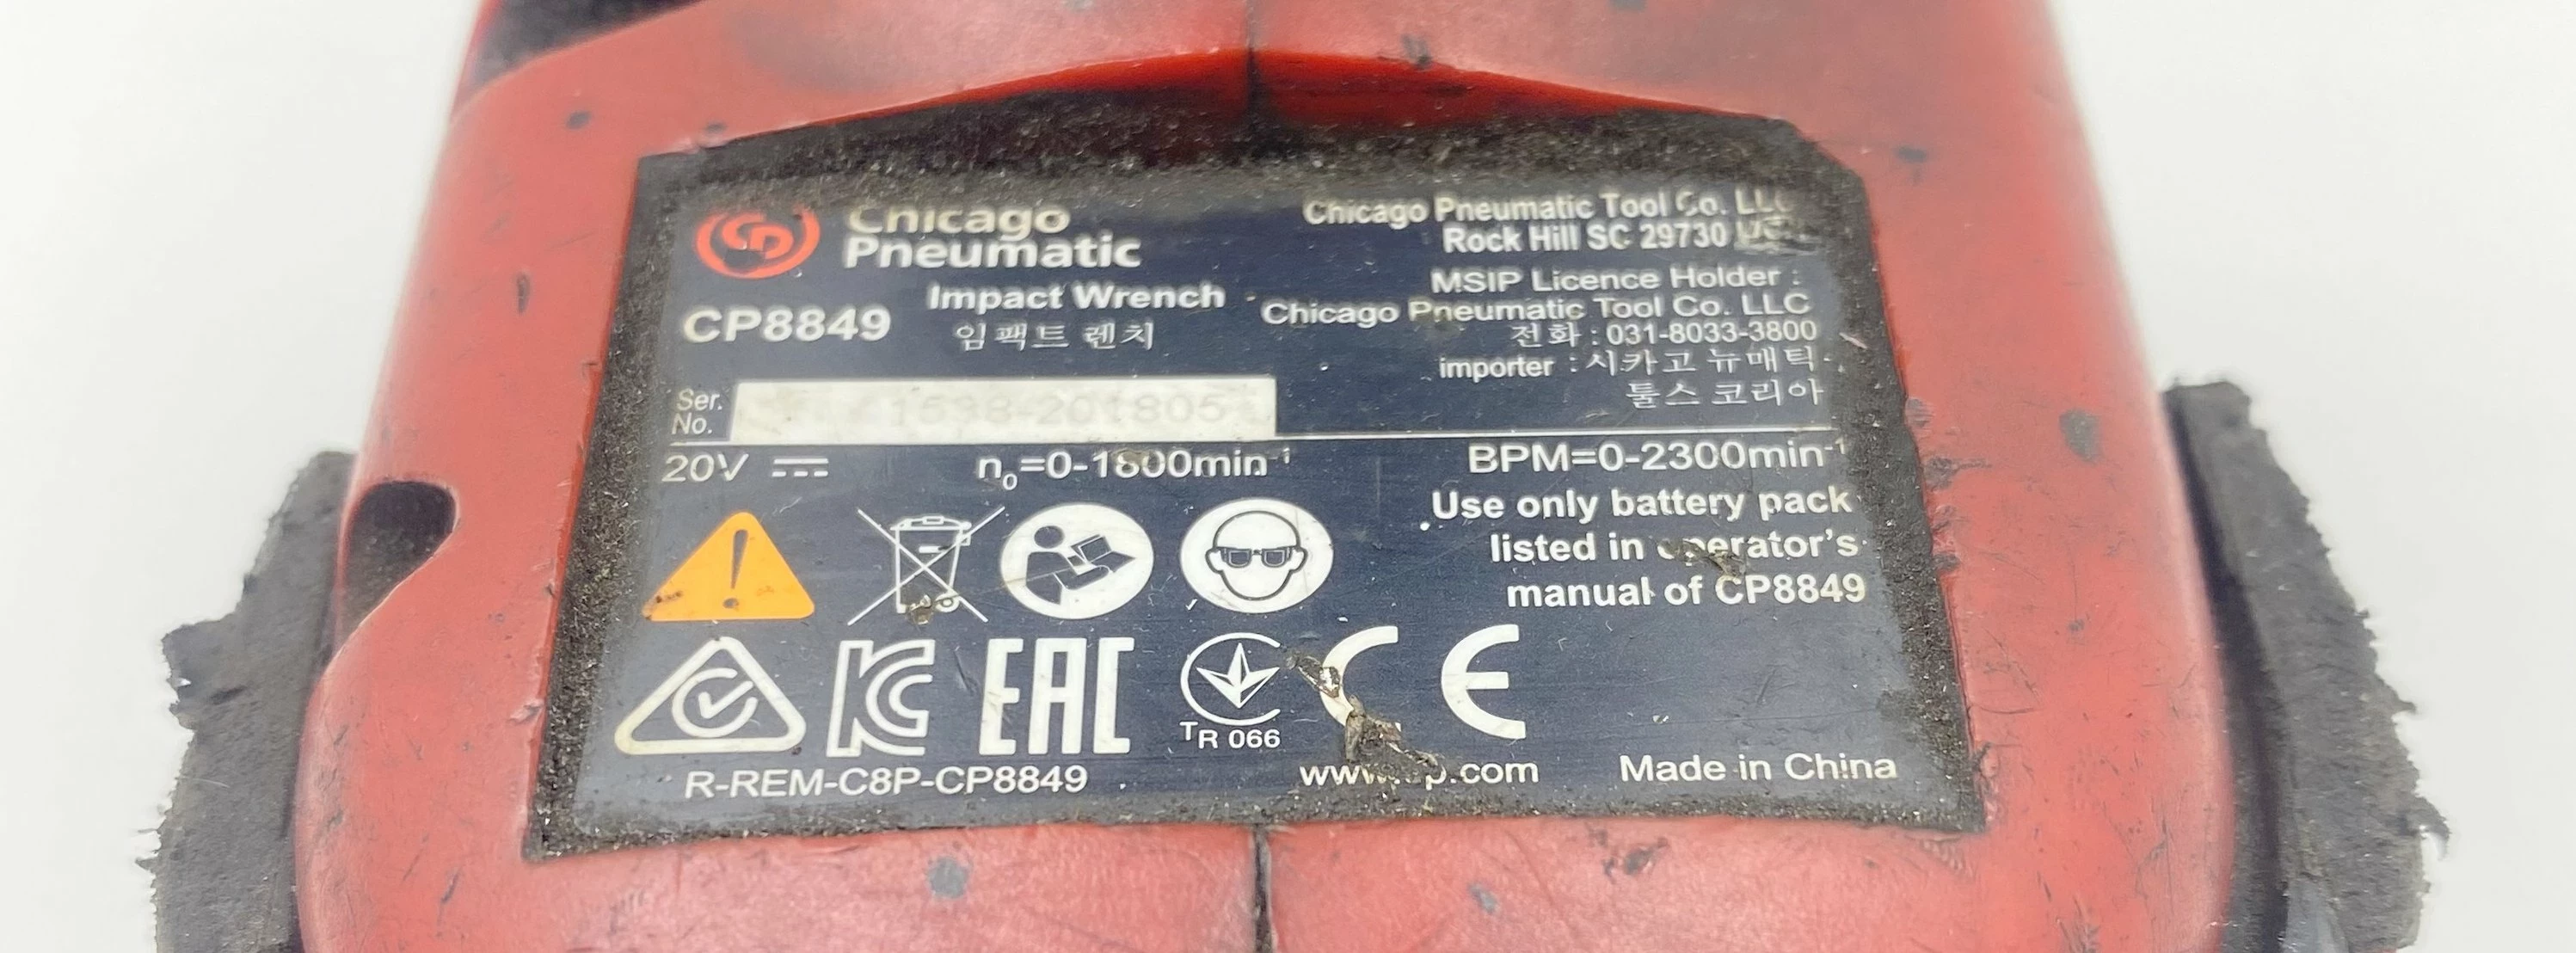 CP
Chicago
Pneumatic
CP8849
Impact Wrench
임팩트 렌치
Chicago Pneumatic Tool Co. LLC
Rock Hill SC 29730
MSIP Licence Holder :
Chicago Pneumatic Tool Co. LLC
전화 : 031-8033-3800
importer : 시카고 뉴매틱
툴스 코리아
Ser.
No.
20V
n₀=0-1800min⁻¹
BPM=0-2300min⁻¹
Use only battery pack
listed in operator's
manual of CP8849
KC
EAC
TR 066
CE
R-REM-C8P-CP8849
Made in China